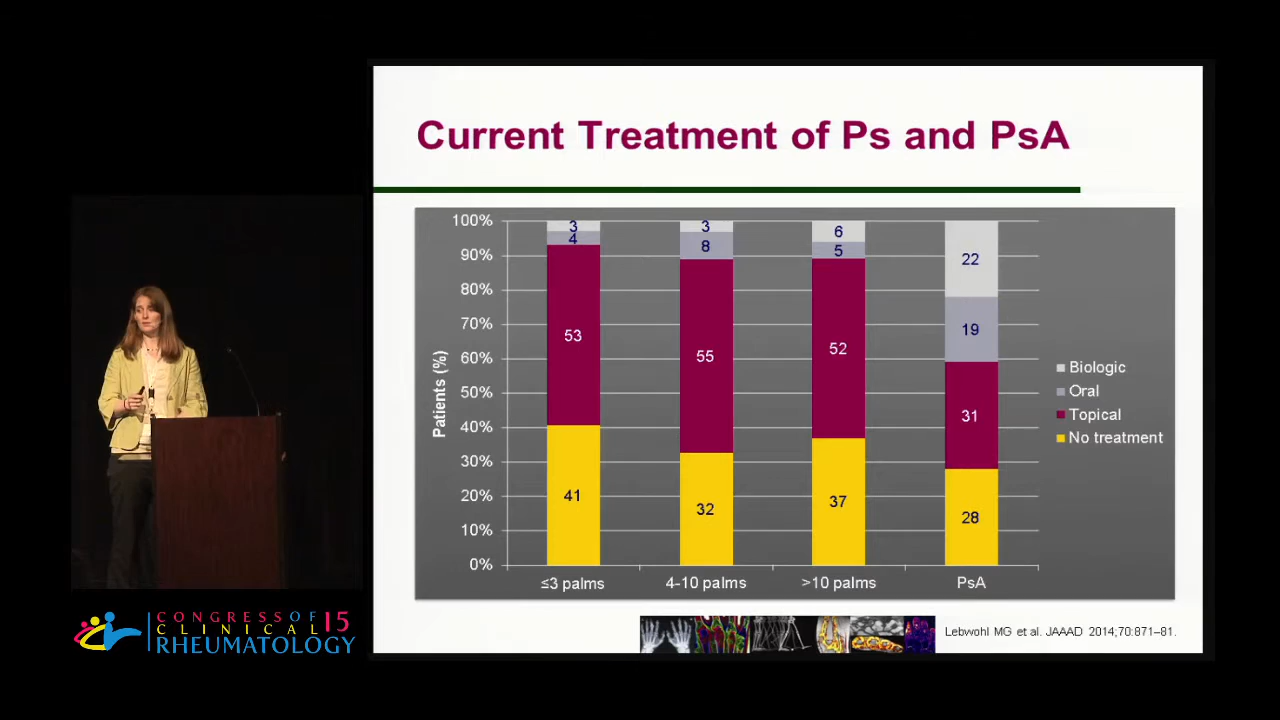 Current Treatment of Ps and PsA
100%
90%
80%
70%
60%
50%
40%
30%
20%
10%
0%
Patients (%)
3
4
53
41
3
8
55
32
6
5
52
37
22
19
31
28
≤3 palms
4-10 palms
>10 palms
PsA
Biologic
Oral
Topical
No treatment
Lebwohl MG et al. JAAAD 2014;70:871–81.
CONGRESS OF
CLINICAL 15
RHEUMATOLOGY